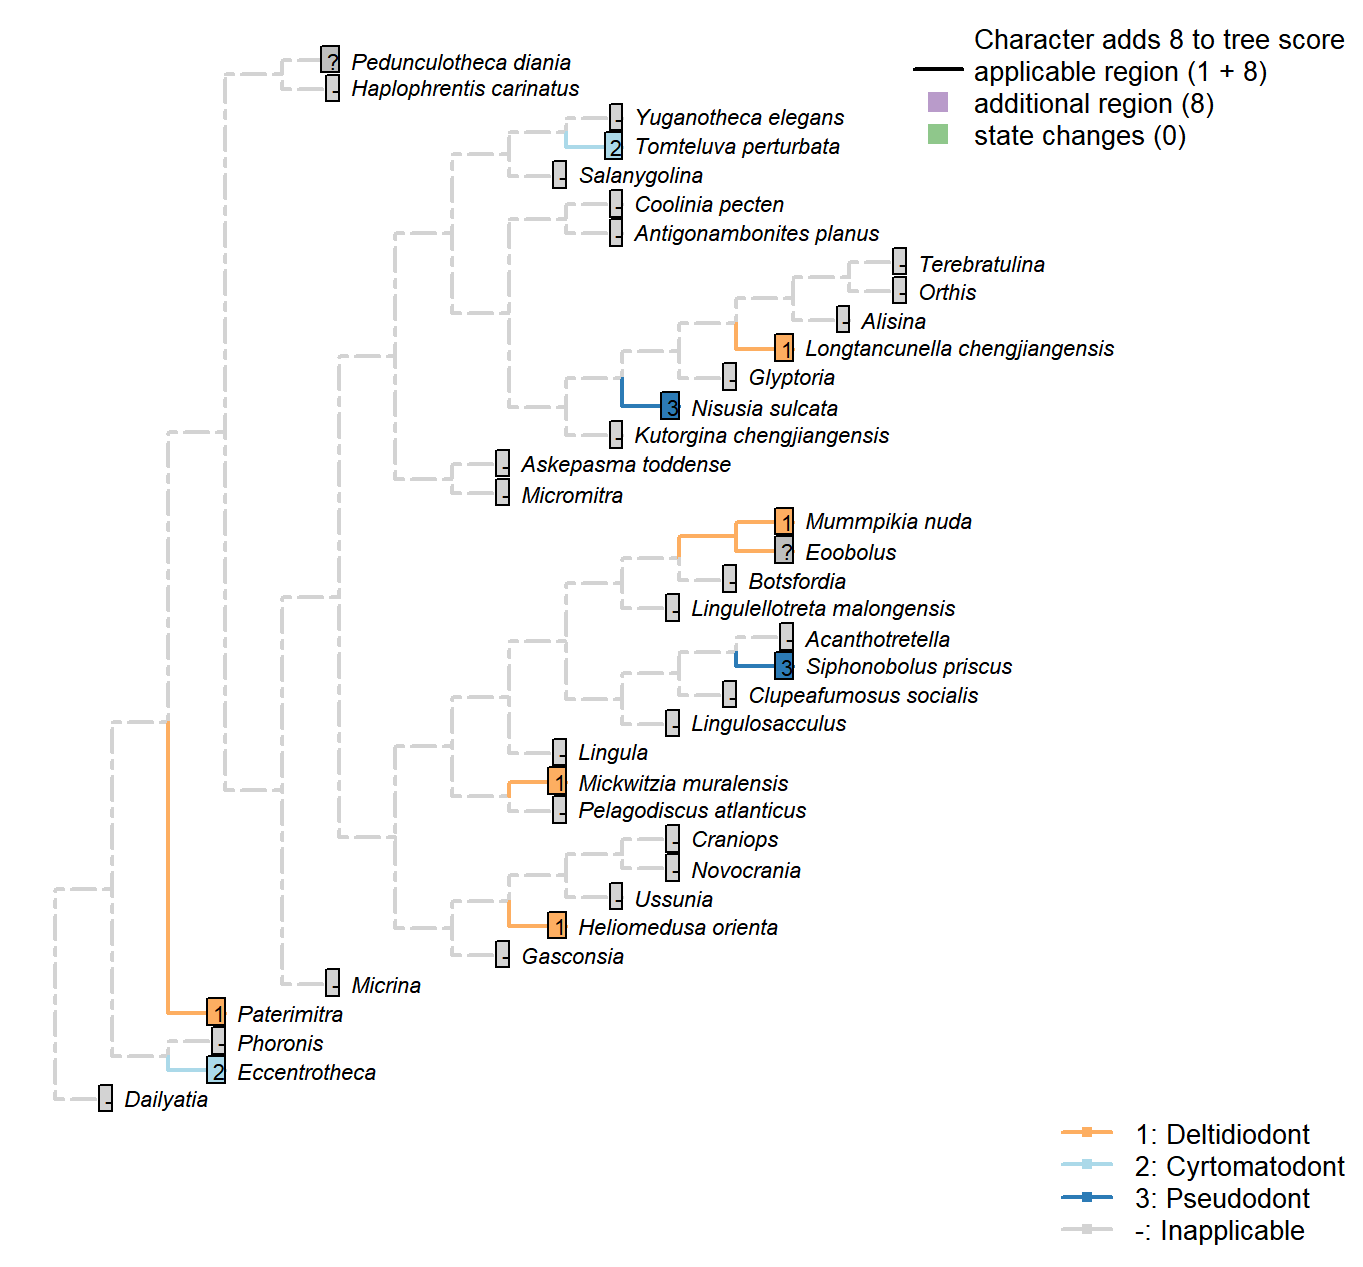 Character adds 8 to tree score
applicable region (1 + 8)
additional region (8)
state changes (0)
? Pedunculotheca diania
- Haplophrentis carinatus
- Yuganotheca elegans
2 Tomteluva perturbata
- Salanygolina
- Coolinia pecten
- Antigonambonites planus
- Terebratulina
- Orthis
- Alisina
1 Longtancunella chengjiangensis
- Glyptoria
3 Nisusia sulcata
- Kutorgina chengjiangensis
- Askepasma toddense
- Micromitra
1 Mummpikia nuda
? Eoobolus
- Botsfordia
- Lingulellotreta malongensis
- Acanthotretella
3 Siphonobolus priscus
- Clupeafumosus socialis
- Lingulosacculus
- Lingula
1 Mickwitzia muralensis
- Pelagodiscus atlanticus
- Craniops
- Novocrania
- Ussunia
1 Heliomedusa orienta
- Gasconsia
- Micrina
1 Paterimitra
- Phoronis
2 Eccentrotheca
- Dailyatia
1: Deltidiodont
2: Cyrtomatodont
3: Pseudodont
-: Inapplicable